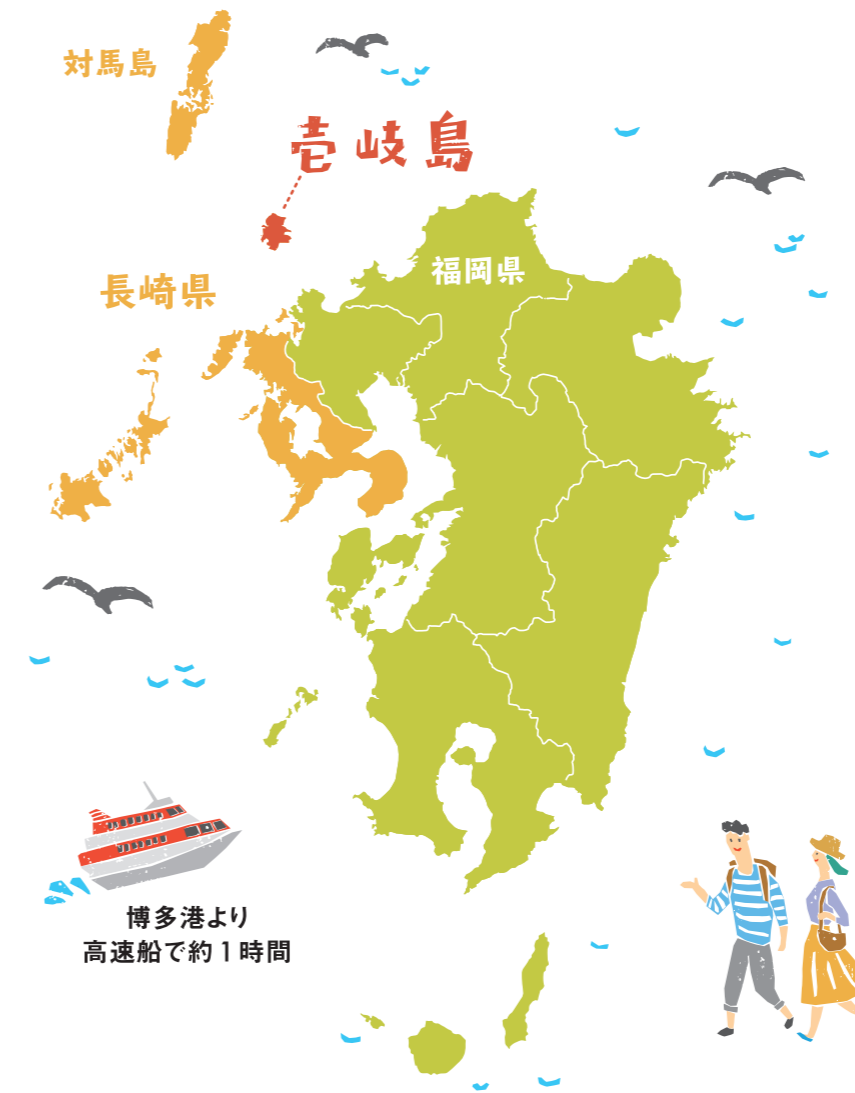 対馬島
壱岐島
福岡県
長崎県
博多港より
高速船で約1時間